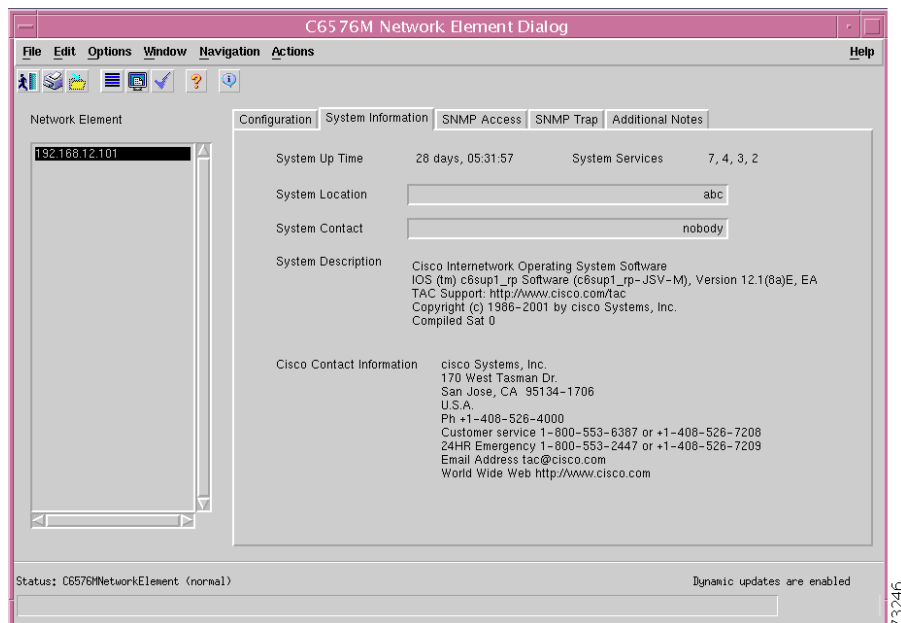 C6576M Network Element Dialog
File Edit Options Window Navigation Actions Help
Network Element
Configuration System Information SNMP Access SNMP Trap Additional Notes
192.168.12.101
System Up Time 28 days, 05:31:57 System Services 7, 4, 3, 2
System Location abc
System Contact nobody
System Description
Cisco Internetwork Operating System Software
IOS (tm) c6sup1_rp Software (c6sup1_rp-JSV-M), Version 12.1(8a)E, EA
TAC Support: http://www.cisco.com/tac
Copyright (c) 1986-2001 by cisco Systems, Inc.
Compiled Sat 0
Cisco Contact Information cisco Systems, Inc.
170 West Tasman Dr.
San Jose, CA 95134-1706
U.S.A.
Ph +1-408-526-4000
Customer service 1-800-553-6387 or +1-408-526-7208
24HR Emergency 1-800-553-2447 or +1-408-526-7209
Email Address tac@cisco.com
World Wide Web http://www.cisco.com
Status: C6576MNetworkElement (normal) Dynamic updates are enabled
73246